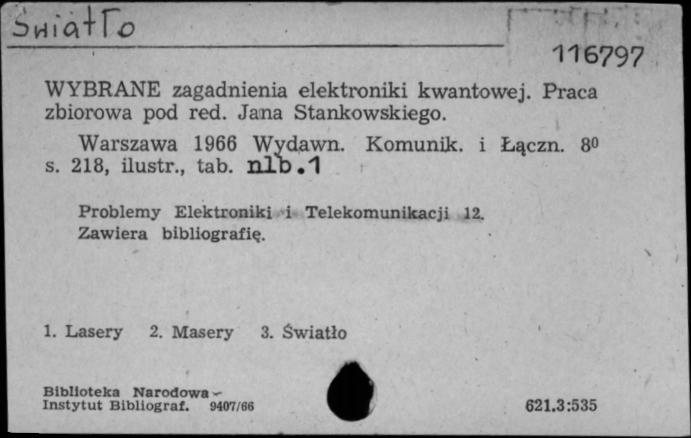 Światło
116797
WYBRANE zagadnienia elektroniki kwantowej. Praca
zbiorowa pod red. Jana Stankowskiego.
Warszawa 1966 Wydawn. Komunik. i Łączn. 8⁰
s. 218, ilustr., tab. nlb.1
Problemy Elektroniki i Telekomunikacji 12.
Zawiera bibliografię.
1. Lasery 2. Masery 3. Światło
Biblioteka Narodowa
Instytut Bibliograf. 9407/66
621.3:535